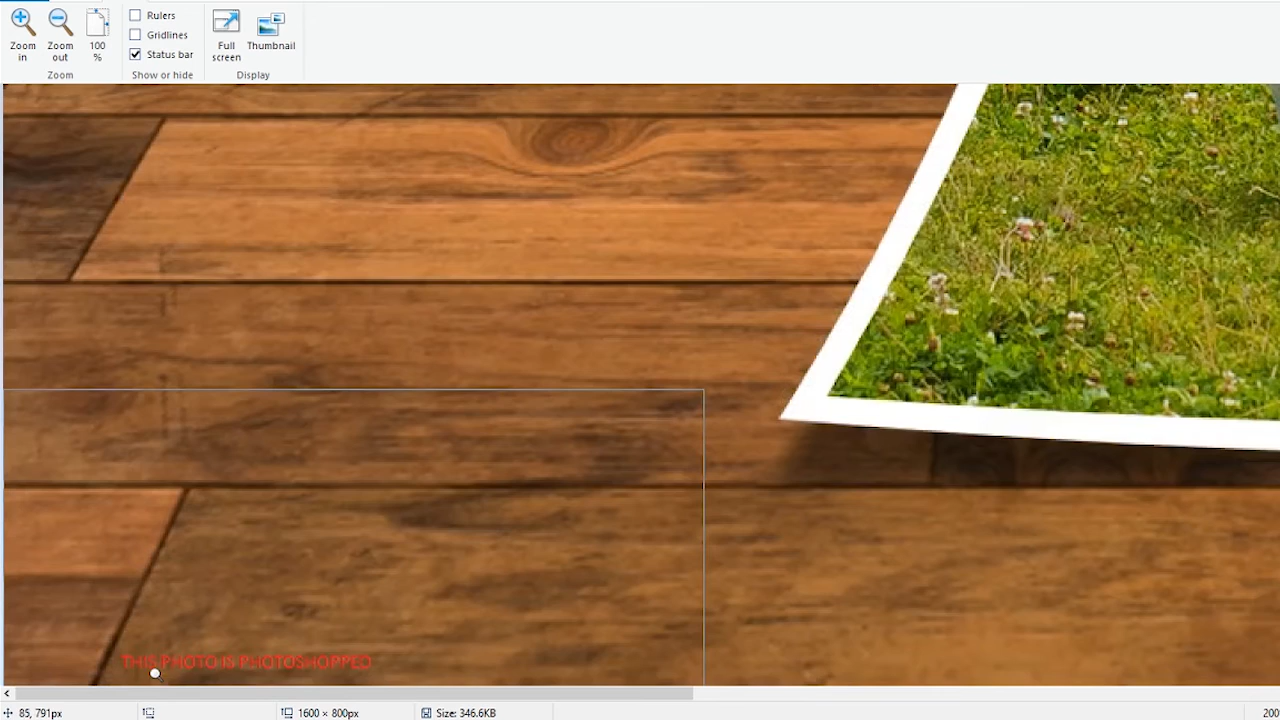 Zoom in
Zoom out
100 %
Rulers
Gridlines
Status bar
Full screen
Thumbnail
Zoom
Show or hide
Display
THIS PHOTO IS PHOTOSHOPPED
85, 791px
1600 × 800px
Size: 346.6KB
200